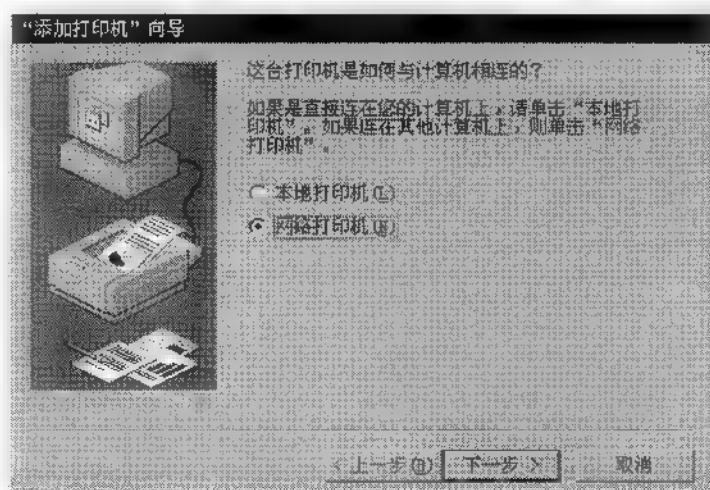 “添加打印机”向导
这台打印机是如何与计算机相连的?
如果是直接连在您的计算机上,请单击“本地打
印机”。如果连在其他计算机上,则单击“网络
打印机”。
本地打印机(L)
网络打印机(N)
< 上一步(B)
下一步 >
取消